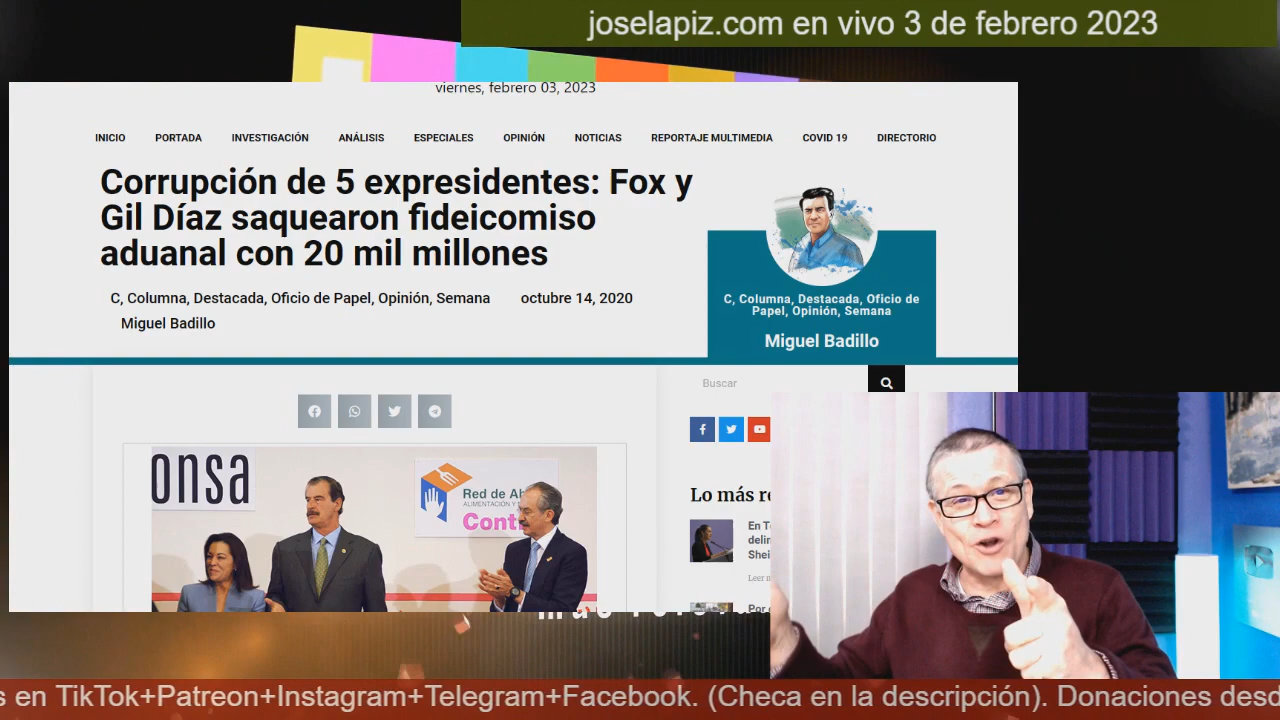 joselapiz.com en vivo 3 de febrero 2023
viernes, febrero 03, 2023
INICIO PORTADA INVESTIGACIÓN ANÁLISIS ESPECIALES OPINIÓN NOTICIAS REPORTAJE MULTIMEDIA COVID 19 DIRECTORIO
Corrupción de 5 expresidentes: Fox y
Gil Díaz saquearon fideicomiso
aduanal con 20 mil millones
C, Columna, Destacada, Oficio de Papel, Opinión, Semana octubre 14, 2020
Miguel Badillo
C, Columna, Destacada, Oficio de
Papel, Opinión, Semana
Miguel Badillo
Buscar
onsa
Red de
ALIMENTACIÓN
Lo más
En
Leer
Por
s en TikTok+Patreon+Instagram+Telegram+Facebook. (Checa en la descripción). Donaciones desd